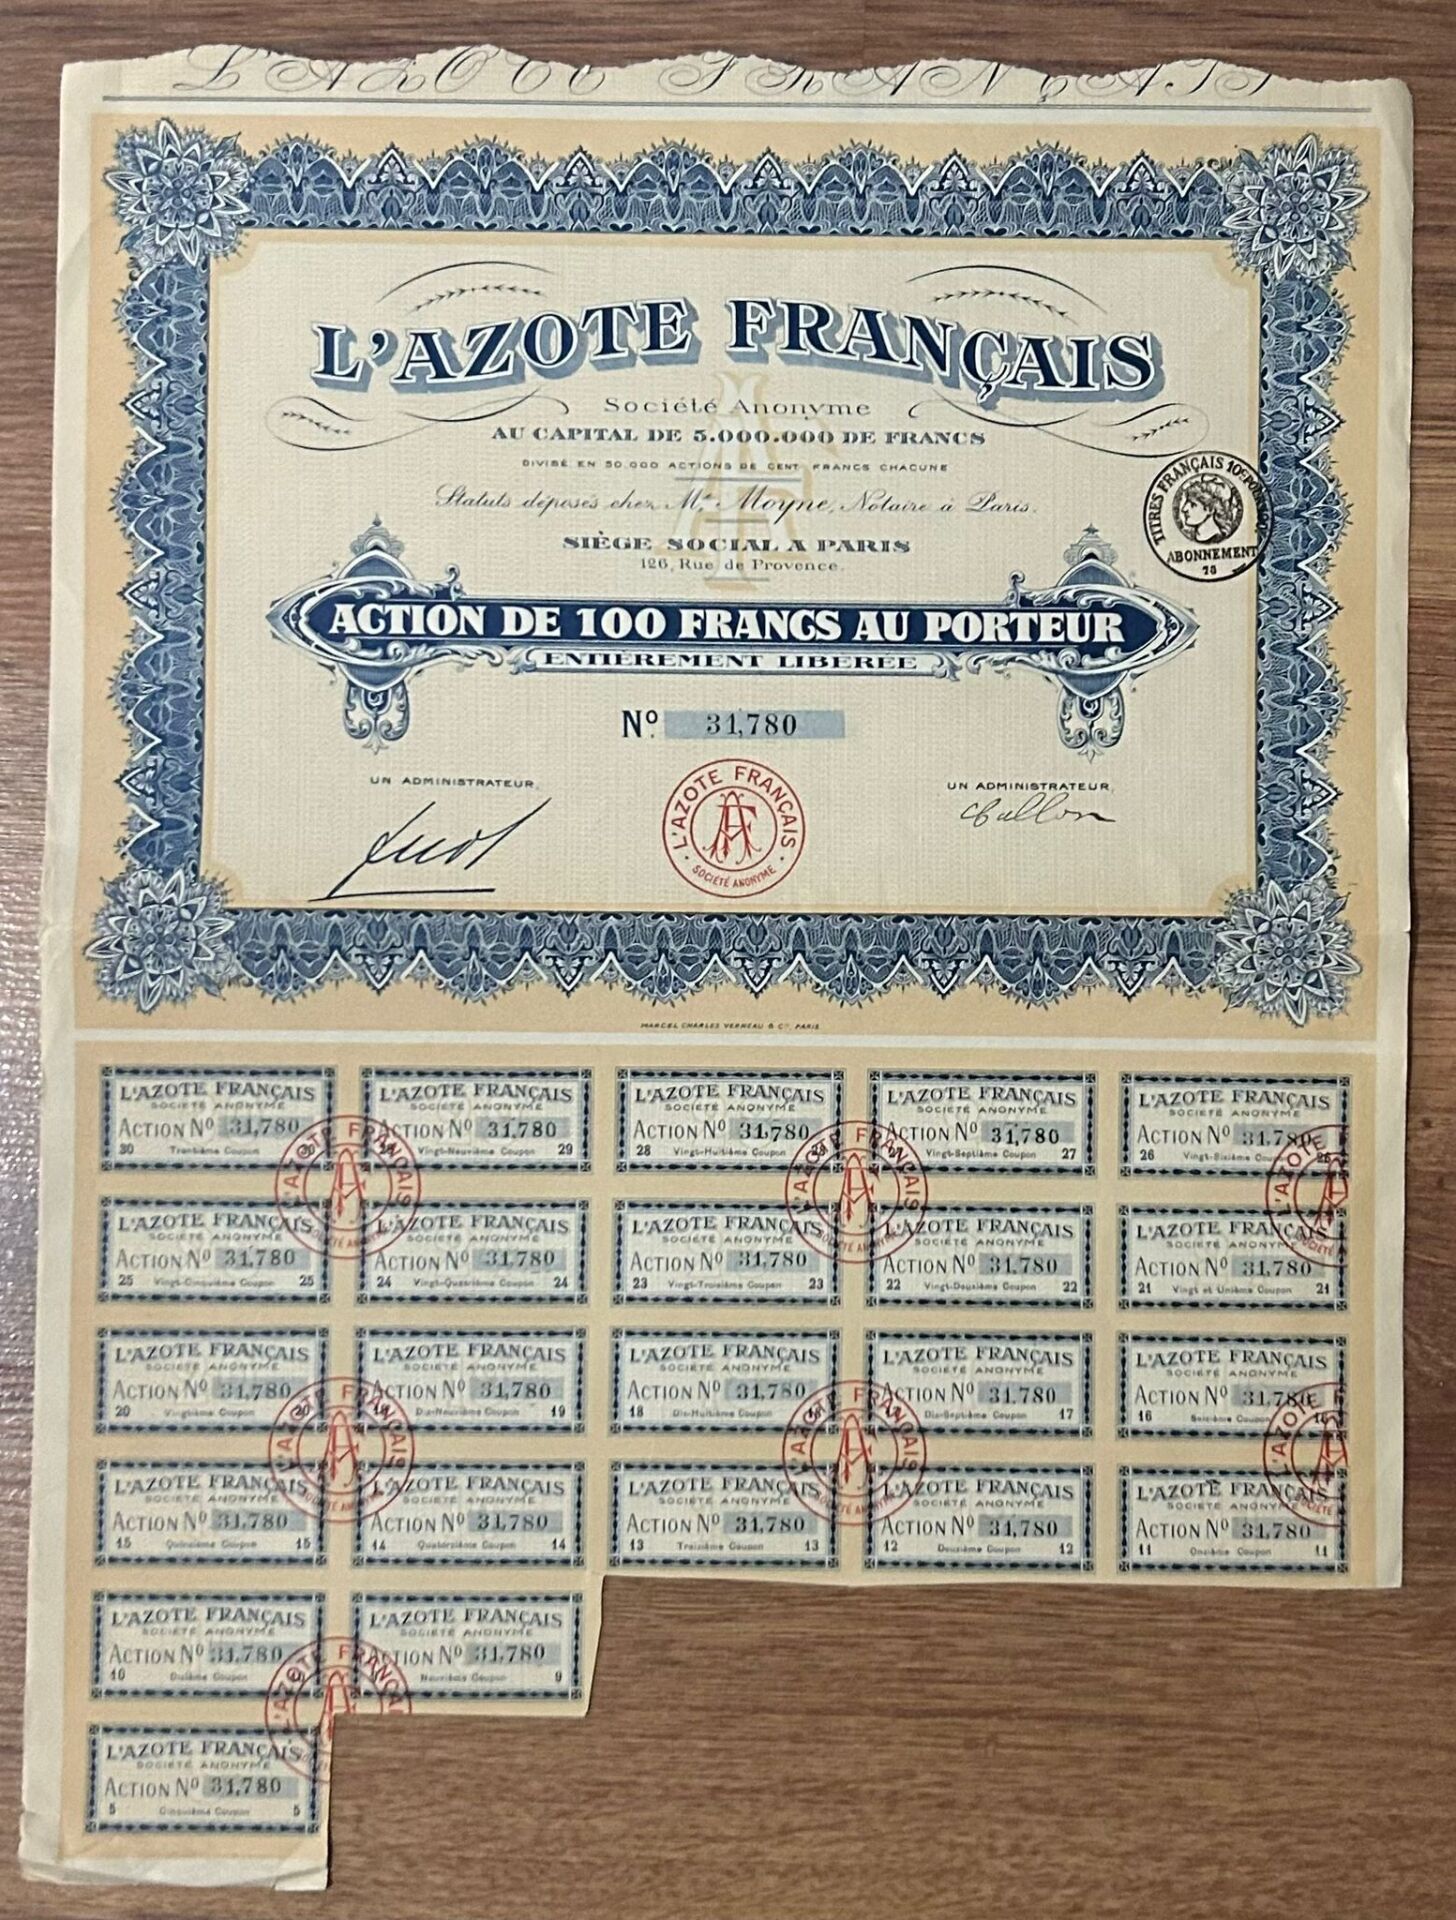 L'AZOTE FRANÇAIS
L'AZOTE FRANÇAIS
Société Anonyme
AU CAPITAL DE 5.000.000 DE FRANCS
DIVISÉ EN 50.000 ACTIONS DE CENT FRANCS CHACUNE
Statuts déposés chez Me Moyne, Notaire à Paris.
SIÈGE SOCIAL A PARIS
126, Rue de Provence.
TITRES FRANÇAIS
ABONNEMENT
ACTION DE 100 FRANCS AU PORTEUR
ENTIÈREMENT LIBÉRÉE
No. 31,780
UN ADMINISTRATEUR,
UN ADMINISTRATEUR,
L'AZOTE FRANÇAIS
AF
SOCIÉTÉ ANONYME
MARCEL CHARLES VERNEAU & Co. PARIS
L'AZOTE FRANÇAIS
SOCIÉTÉ ANONYME
ACTION No 31,780
30 Trentième Coupon 30
L'AZOTE FRANÇAIS
SOCIÉTÉ ANONYME
ACTION No 31,780
29 Vingt-Neuvième Coupon 29
L'AZOTE FRANÇAIS
SOCIÉTÉ ANONYME
ACTION No 31,780
28 Vingt-Huitième Coupon 28
L'AZOTE FRANÇAIS
SOCIÉTÉ ANONYME
ACTION No 31,780
27 Vingt-Septième Coupon 27
L'AZOTE FRANÇAIS
SOCIÉTÉ ANONYME
ACTION No 31,780
26 Vingt-Sixième Coupon 26
L'AZOTE FRANÇAIS
SOCIÉTÉ ANONYME
ACTION No 31,780
25 Vingt-Cinquième Coupon 25
L'AZOTE FRANÇAIS
SOCIÉTÉ ANONYME
ACTION No 31,780
24 Vingt-Quatrième Coupon 24
L'AZOTE FRANÇAIS
SOCIÉTÉ ANONYME
ACTION No 31,780
23 Vingt-Troisième Coupon 23
L'AZOTE FRANÇAIS
SOCIÉTÉ ANONYME
ACTION No 31,780
22 Vingt-Deuxième Coupon 22
L'AZOTE FRANÇAIS
SOCIÉTÉ ANONYME
ACTION No 31,780
21 Vingt et Unième Coupon 21
L'AZOTE FRANÇAIS
SOCIÉTÉ ANONYME
ACTION No 31,780
20 Vingtième Coupon 20
L'AZOTE FRANÇAIS
SOCIÉTÉ ANONYME
ACTION No 31,780
19 Dix-Neuvième Coupon 19
L'AZOTE FRANÇAIS
SOCIÉTÉ ANONYME
ACTION No 31,780
18 Dix-Huitième Coupon 18
L'AZOTE FRANÇAIS
SOCIÉTÉ ANONYME
ACTION No 31,780
17 Dix-Septième Coupon 17
L'AZOTE FRANÇAIS
SOCIÉTÉ ANONYME
ACTION No 31,780
16 Seizième Coupon 16
L'AZOTE FRANÇAIS
SOCIÉTÉ ANONYME
ACTION No 31,780
15 Quinzième Coupon 15
L'AZOTE FRANÇAIS
SOCIÉTÉ ANONYME
ACTION No 31,780
14 Quatorzième Coupon 14
L'AZOTE FRANÇAIS
SOCIÉTÉ ANONYME
ACTION No 31,780
13 Treizième Coupon 13
L'AZOTE FRANÇAIS
SOCIÉTÉ ANONYME
ACTION No 31,780
12 Douzième Coupon 12
L'AZOTE FRANÇAIS
SOCIÉTÉ ANONYME
ACTION No 31,780
11 Onzième Coupon 11
L'AZOTE FRANÇAIS
SOCIÉTÉ ANONYME
ACTION No 31,780
10 Dixième Coupon 10
L'AZOTE FRANÇAIS
SOCIÉTÉ ANONYME
ACTION No 31,780
9 Neuvième Coupon 9
L'AZOTE FRANÇAIS
SOCIÉTÉ ANONYME
ACTION No 31,780
5 Cinquième Coupon 5